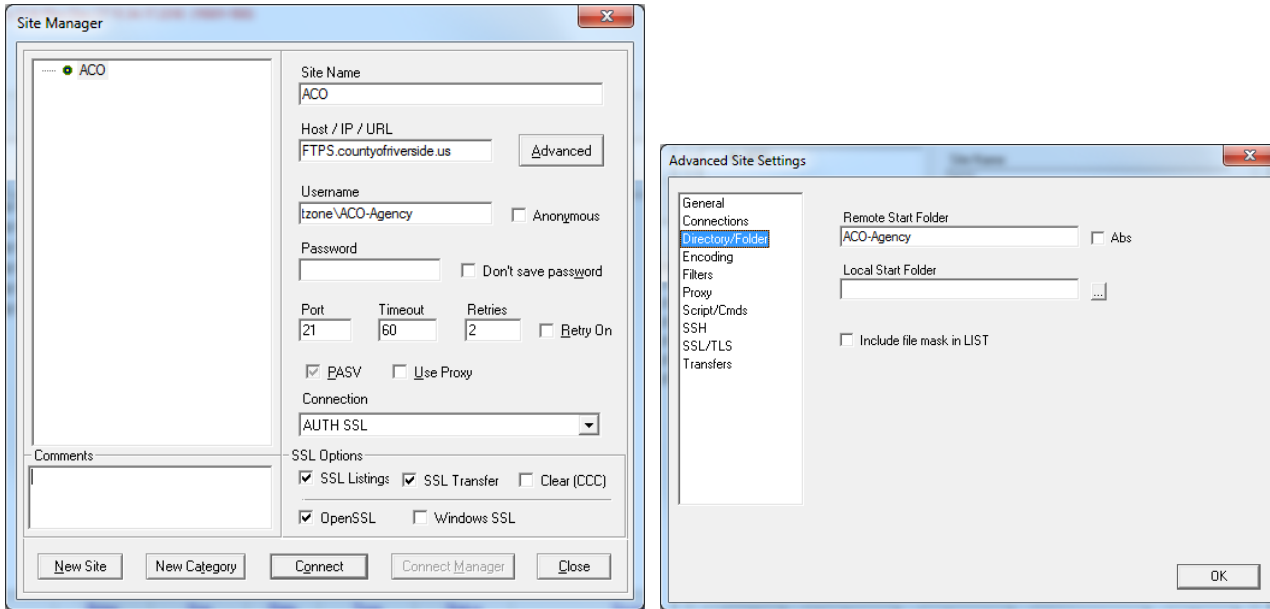 Site Manager
ACO
Site Name
ACO
Host / IP / URL
FTPS.countyofriverside.us
Advanced
Username
tzone\ACO-Agency
Anonymous
Password
Don't save password
Port
Timeout
Retries
21
60
2
Retry On
PASV
Use Proxy
Connection
AUTH SSL
Comments
SSL Options
SSL Listings
SSL Transfer
Clear (CCC)
OpenSSL
Windows SSL
New Site
New Category
Connect
Connect Manager
Close
Advanced Site Settings
General
Connections
Directory/Folder
Encoding
Filters
Proxy
Script/Cmds
SSH
SSL/TLS
Transfers
Remote Start Folder
ACO-Agency
Abs
Local Start Folder
...
Include file mask in LIST
OK